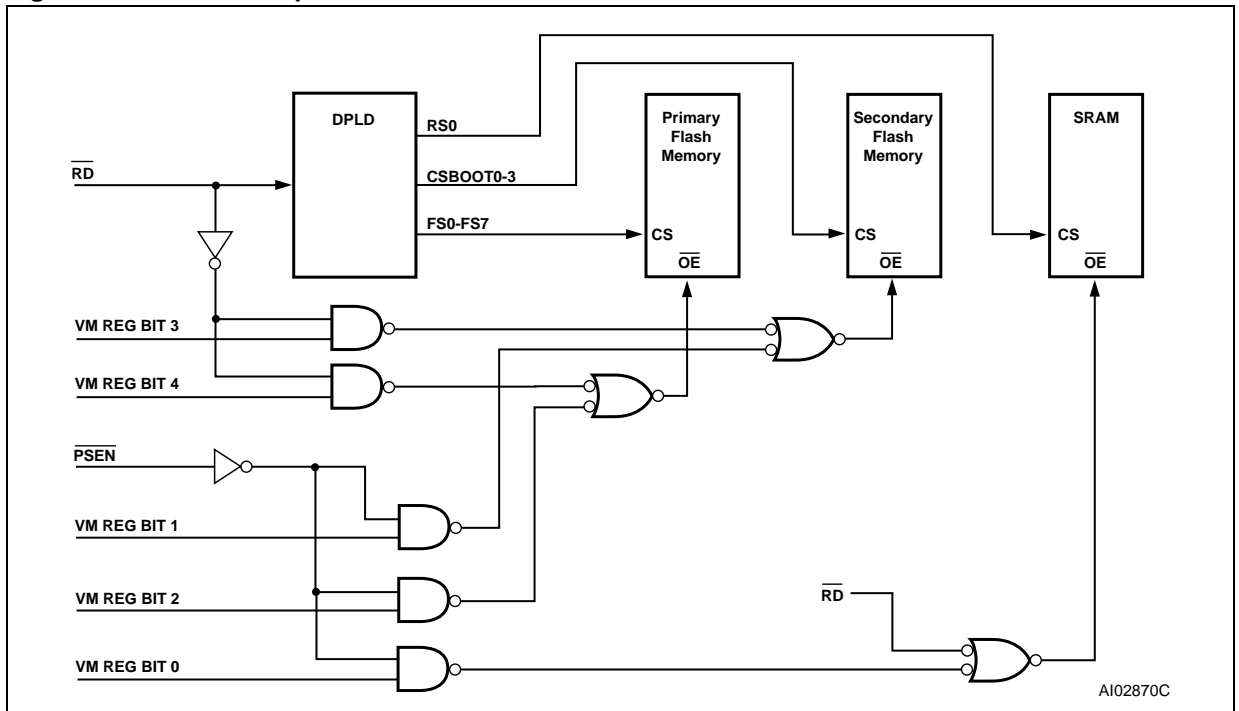 DPLD
RS0
CSBOOT0-3
FS0-FS7
Primary
Flash
Memory
CS
OE
Secondary
Flash
Memory
CS
OE
SRAM
CS
OE
RD
VM REG BIT 3
VM REG BIT 4
PSEN
VM REG BIT 1
VM REG BIT 2
VM REG BIT 0
RD
AI02870C